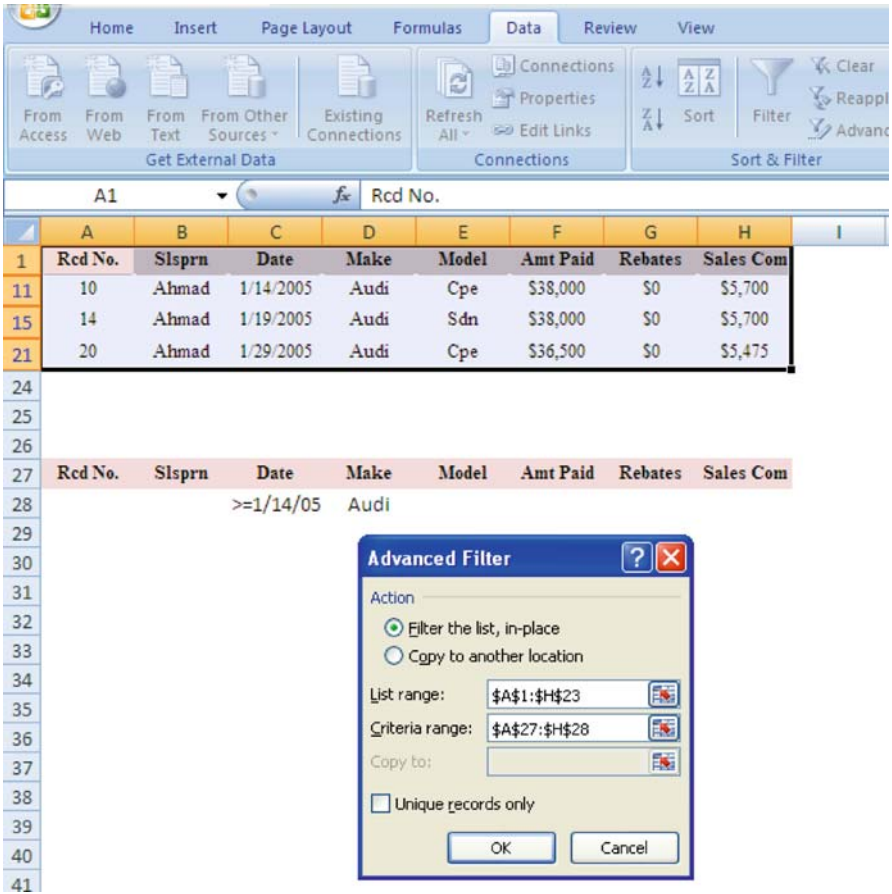 Home Insert Page Layout Formulas Data Review View
From Access
From Web
From Text
From Other Sources
Existing Connections
Refresh All
Connections
Properties
Edit Links
A Z
Z A
A Z Z A
Sort
Filter
Clear
Reappl
Advanc
Get External Data Connections Sort & Filter
A1 fx Rcd No.
A B C D E F G H I
1 Rcd No. Slsprn Date Make Model Amt Paid Rebates Sales Com
11 10 Ahmad 1/14/2005 Audi Cpe $38,000 $0 $5,700
15 14 Ahmad 1/19/2005 Audi Sdn $38,000 $0 $5,700
21 20 Ahmad 1/29/2005 Audi Cpe $36,500 $0 $5,475
24
25
26
27 Rcd No. Slsprn Date Make Model Amt Paid Rebates Sales Com
28 >=1/14/05 Audi
29
30
31
32
33
34
35
36
37
38
39
40
41
Advanced Filter ?
Action
Filter the list, in-place
Copy to another location
List range: $A$1:$H$23
Criteria range: $A$27:$H$28
Copy to:
Unique records only
OK Cancel